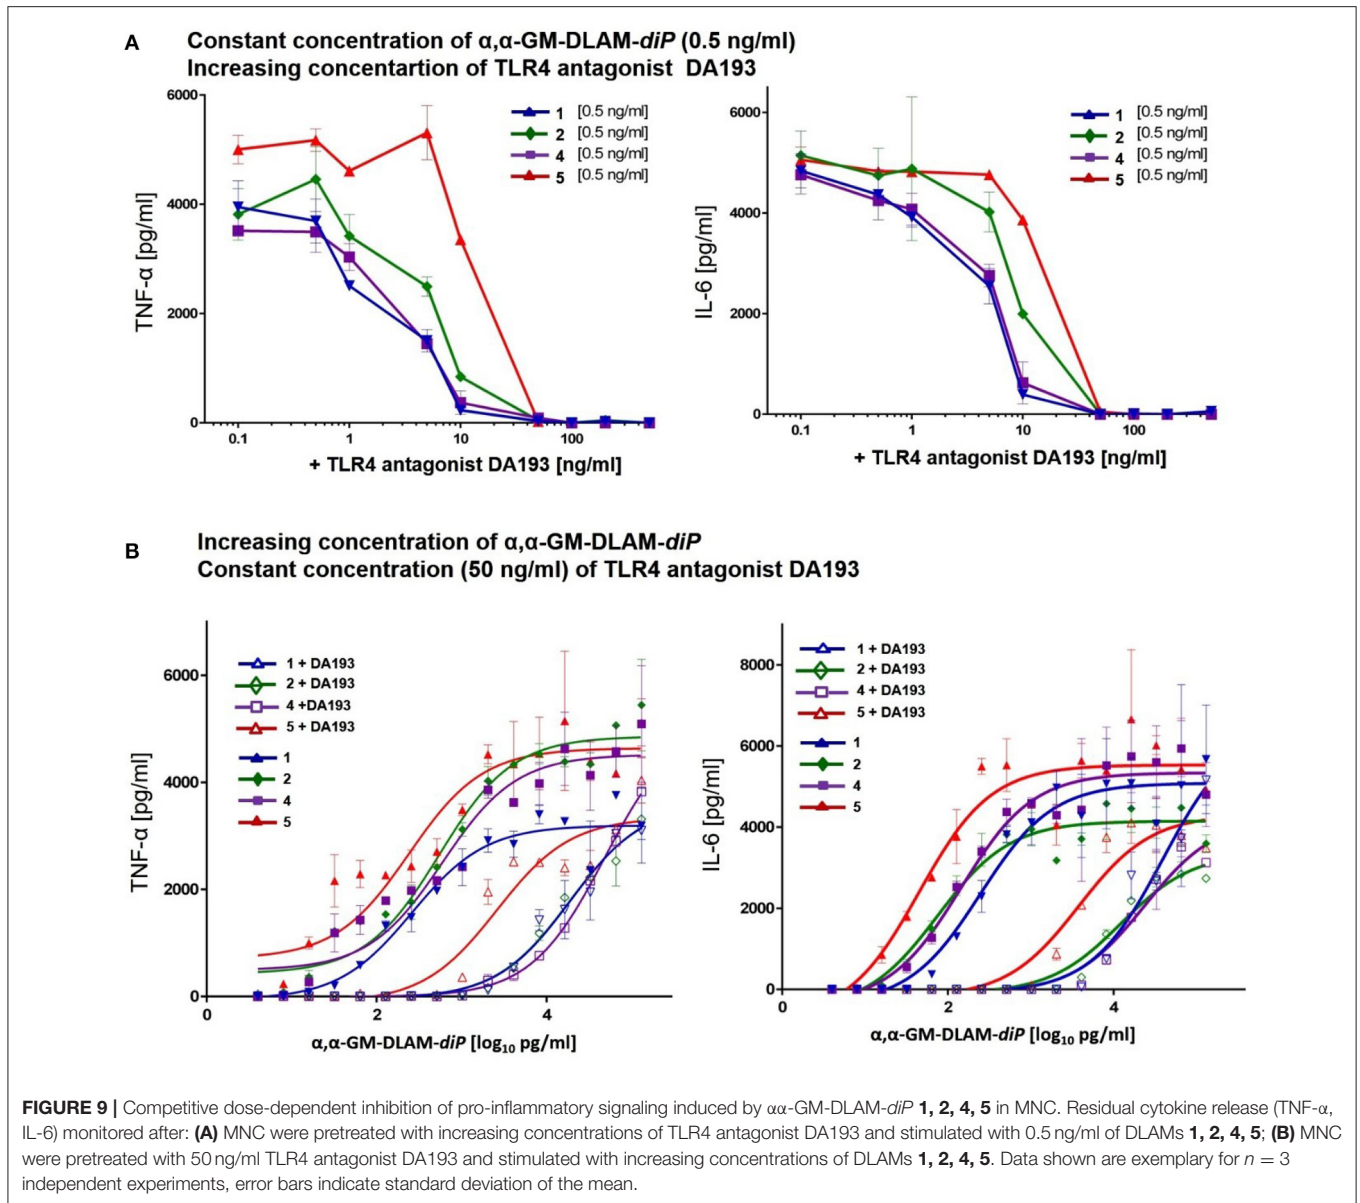 A
Constant concentration of α,α-GM-DLAM-diP (0.5 ng/ml)
Increasing concentartion of TLR4 antagonist DA193
6000
4000
2000
0
TNF-α [pg/ml]
0.1
1
10
100
+ TLR4 antagonist DA193 [ng/ml]
1 [0.5 ng/ml]
2 [0.5 ng/ml]
4 [0.5 ng/ml]
5 [0.5 ng/ml]
6000
4000
2000
0
IL-6 [pg/ml]
0.1
1
10
100
+ TLR4 antagonist DA193 [ng/ml]
1 [0.5 ng/ml]
2 [0.5 ng/ml]
4 [0.5 ng/ml]
5 [0.5 ng/ml]
B
Increasing concentration of α,α-GM-DLAM-diP
Constant concentration (50 ng/ml) of TLR4 antagonist DA193
6000
4000
2000
0
TNF-α [pg/ml]
0
2
4
α,α-GM-DLAM-diP [log10 pg/ml]
1 + DA193
2 + DA193
4 +DA193
5 + DA193
1
2
4
5
8000
6000
4000
2000
0
IL-6 [pg/ml]
0
2
4
α,α-GM-DLAM-diP [log10 pg/ml]
1 + DA193
2 + DA193
4 + DA193
5 + DA193
1
2
4
5
FIGURE 9 | Competitive dose-dependent inhibition of pro-inflammatory signaling induced by αα-GM-DLAM-diP 1, 2, 4, 5 in MNC. Residual cytokine release (TNF-α,
IL-6) monitored after: (A) MNC were pretreated with increasing concentrations of TLR4 antagonist DA193 and stimulated with 0.5 ng/ml of DLAMs 1, 2, 4, 5; (B) MNC
were pretreated with 50 ng/ml TLR4 antagonist DA193 and stimulated with increasing concentrations of DLAMs 1, 2, 4, 5. Data shown are exemplary for n = 3
independent experiments, error bars indicate standard deviation of the mean.